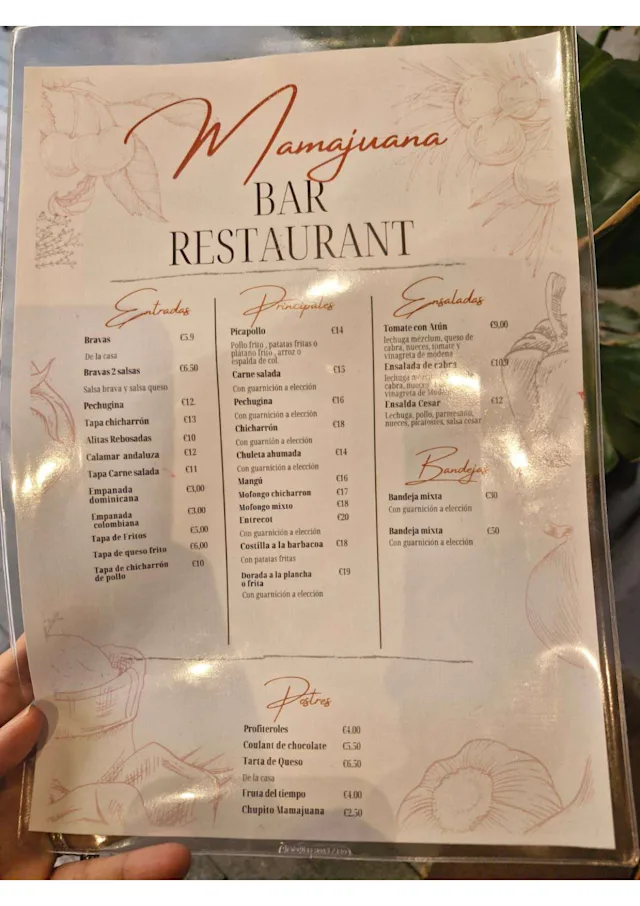 Mamajuana
BAR
RESTAURANT
Entradas
Bravas €5.9
De la casa
Bravas 2 salsas €6.50
Salsa brava y salsa queso
Pechugina €12
Tapa chicharrón €13
Alitas Rebosadas €10
Calamar andaluza €12
Tapa Carne salada €11
Empanada €3,00
dominicana
Empanada €3.00
colombiana
Tapa de Fritos €5,00
Tapa de queso frito €6,00
Tapa de chicharrón €10
de pollo
Principales
Picapollo €14
Pollo frito , patatas fritas o
plátano frito , arroz o
espalda de col.
Carne salada €15
Con guarnición a elección
Pechugina €16
Con guarnición a elección
Chicharrón €18
Con guarnión a elección
Chuleta ahumada €14
Con guarnición a elección
Mangú €16
Mofongo chicharron €17
Mofongo mixto €18
Entrecot €20
Con guarnición a elección
Costilla a la barbacoa €18
Con patatas fritas
Dorada a la plancha €19
o frita
Con guarnición a elección
Ensaladas
Tomate con Atún €9,00
lechuga mezclum, queso de
cabra, nueces, tomate y
vinagreta de módena
Ensalada de cabra
lechuga
cabra, nueces
vinagreta de
Ensalda Cesar €12
Lechuga, pollo, parmesano,
nueces, picatostes, salsa césar
Bandejas
Bandeja mixta €30
Con guarnición a elección
Bandeja mixta €50
Con guarnición a elección
Postres
Profiteroles €4.00
Coulant de chocolate €5.50
Tarta de Queso €6.50
De la casa
Fruta del tiempo €4.00
Chupito Mamajuana €2.50